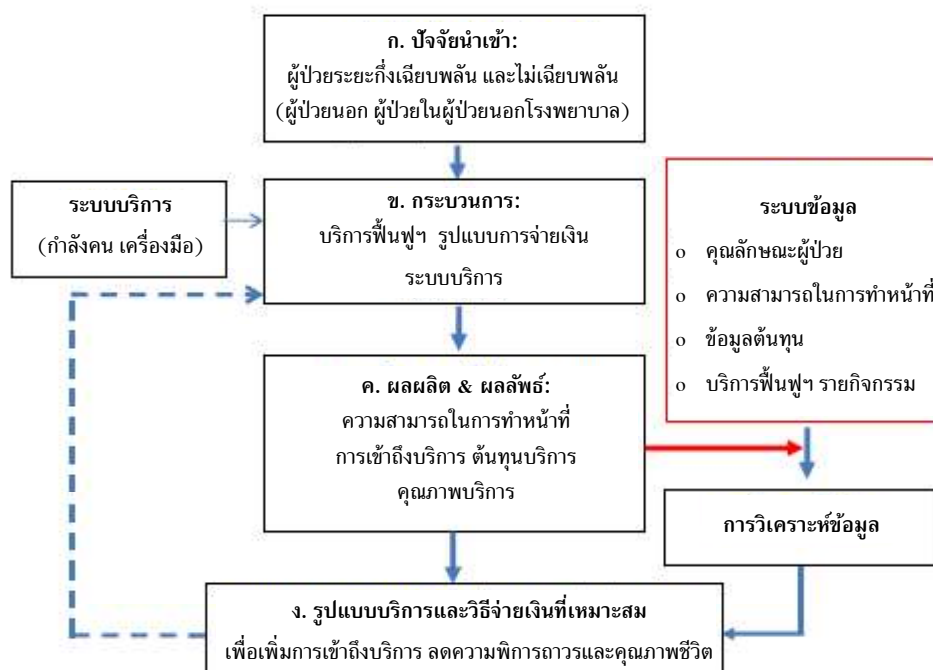 ก. ปัจจัยนำเข้า:
ผู้ป่วยระยะกึ่งเฉียบพลัน และไม่เฉียบพลัน
(ผู้ป่วยนอก ผู้ป่วยในผู้ป่วยนอกโรงพยาบาล)
ระบบบริการ
(กำลังคน เครื่องมือ)
ข. กระบวนการ:
บริการฟื้นฟูฯ รูปแบบการจ่ายเงิน
ระบบบริการ
ระบบข้อมูล
o คุณลักษณะผู้ป่วย
o ความสามารถในการทำหน้าที่
o ข้อมูลต้นทุน
o บริการฟื้นฟูฯ รายกิจกรรม
ค. ผลผลิต & ผลลัพธ์:
ความสามารถในการทำหน้าที่
การเข้าถึงบริการ ต้นทุนบริการ
คุณภาพบริการ
การวิเคราะห์ข้อมูล
ง. รูปแบบบริการและวิธีจ่ายเงินที่เหมาะสม
เพื่อเพิ่มการเข้าถึงบริการ ลดความพิการถาวรและคุณภาพชีวิต